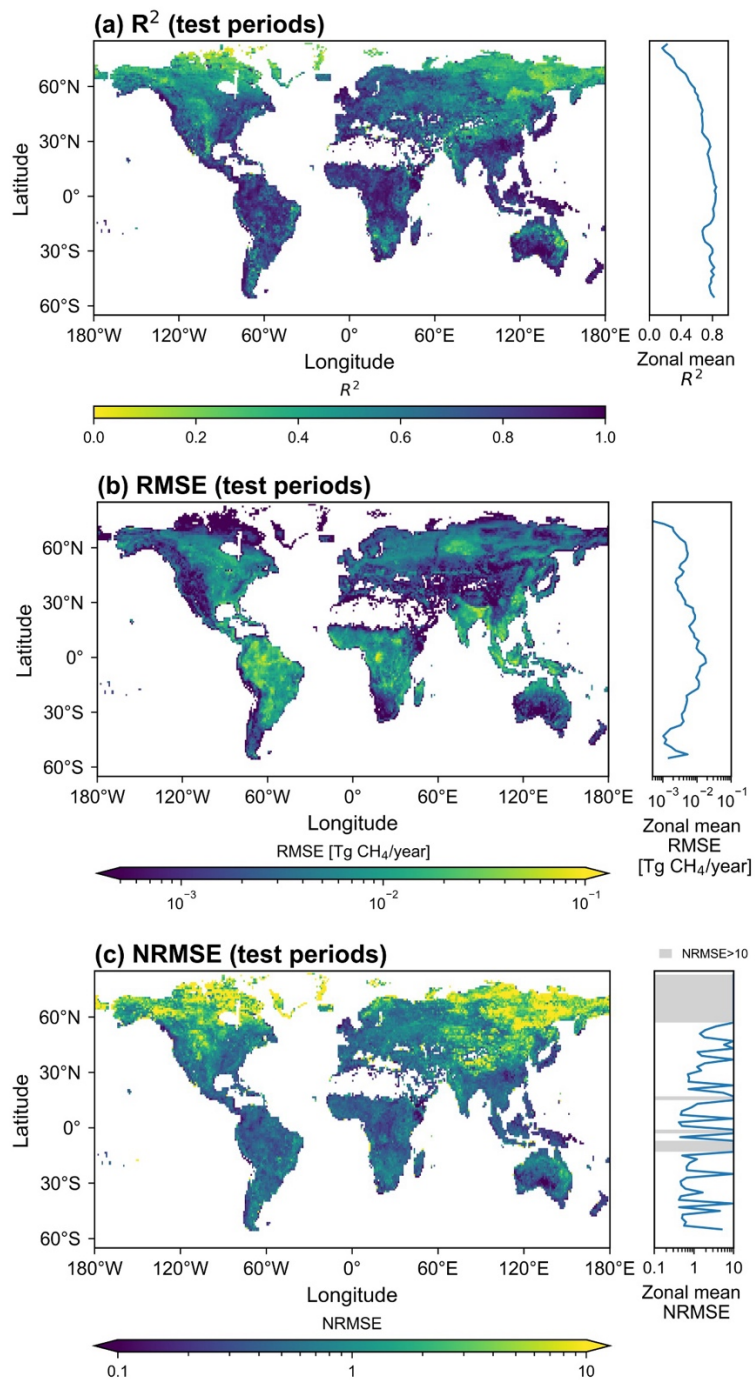 (a) R² (test periods)
60°N
30°N
0°
30°S
60°S
Latitude
180°W 120°W 60°W 0° 60°E 120°E 180°E
Longitude
0.0 0.4 0.8
Zonal mean
R²
R²
0.0 0.2 0.4 0.6 0.8 1.0
(b) RMSE (test periods)
60°N
30°N
0°
30°S
60°S
Latitude
180°W 120°W 60°W 0° 60°E 120°E 180°E
Longitude
10⁻³ 10⁻² 10⁻¹
Zonal mean
RMSE
[Tg CH₄/year]
RMSE [Tg CH₄/year]
10⁻³ 10⁻² 10⁻¹
(c) NRMSE (test periods)
NRMSE>10
60°N
30°N
0°
30°S
60°S
Latitude
180°W 120°W 60°W 0° 60°E 120°E 180°E
Longitude
0.1 1 10
Zonal mean
NRMSE
NRMSE
0.1 1 10